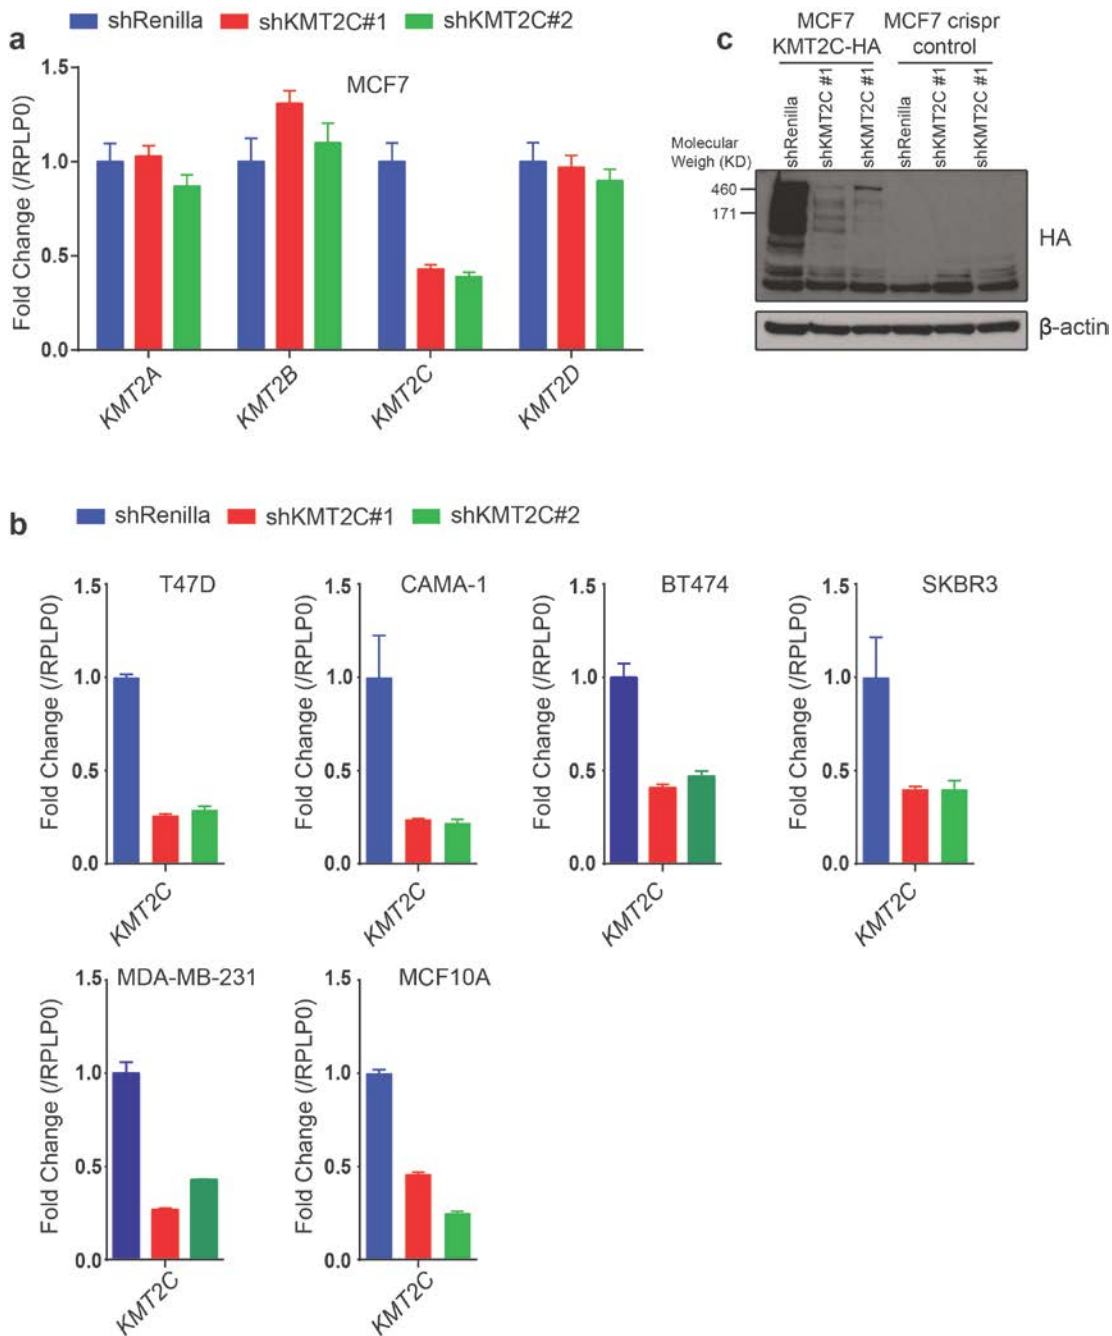 a
shRenilla shKMT2C#1 shKMT2C#2
MCF7
Fold Change (/RPLP0)
1.5
1.0
0.5
0.0
KMT2A
KMT2B
KMT2C
KMT2D
c
MCF7
KMT2C-HA
MCF7 crispr
control
shRenilla
shKMT2C #1
shKMT2C #1
shRenilla
shKMT2C #1
shKMT2C #1
Molecular
Weigh (KD)
460
171
HA
β-actin
b
shRenilla shKMT2C#1 shKMT2C#2
T47D
Fold Change (/RPLP0)
1.5
1.0
0.5
0.0
KMT2C
CAMA-1
Fold Change (/RPLP0)
1.5
1.0
0.5
0.0
KMT2C
BT474
Fold Change (/RPLP0)
1.5
1.0
0.5
0.0
KMT2C
SKBR3
Fold Change (/RPLP0)
1.5
1.0
0.5
0.0
KMT2C
MDA-MB-231
Fold Change (/RPLP0)
1.5
1.0
0.5
0.0
KMT2C
MCF10A
Fold Change (/RPLP0)
1.5
1.0
0.5
0.0
KMT2C